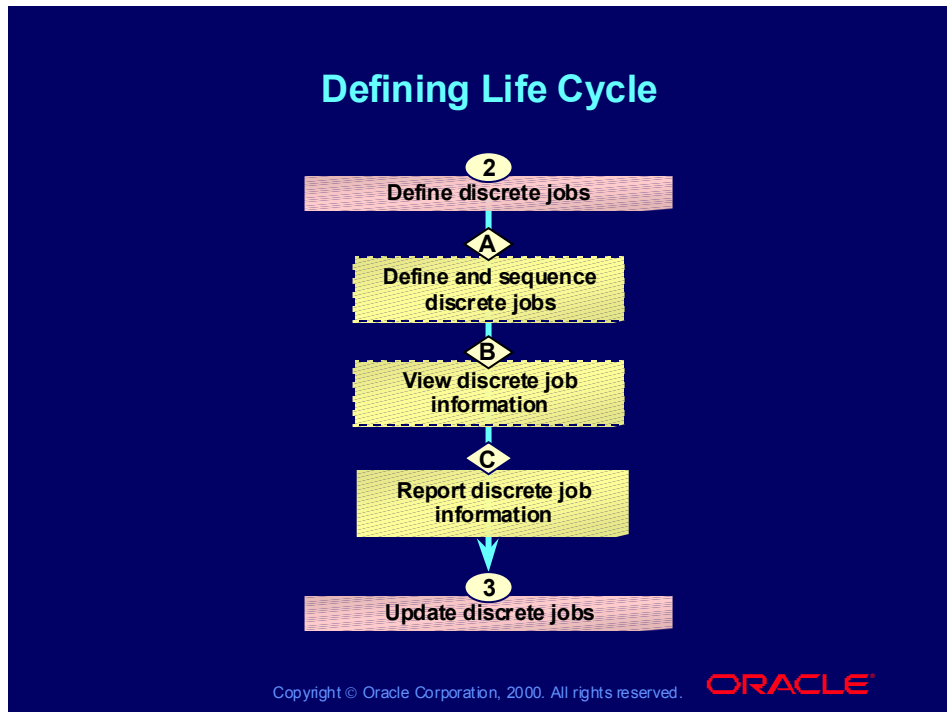 Defining Life Cycle
2
Define discrete jobs
A
Define and sequence
discrete jobs
B
View discrete job
information
C
Report discrete job
information
3
Update discrete jobs
Copyright © Oracle Corporation, 2000. All rights reserved.
ORACLE®